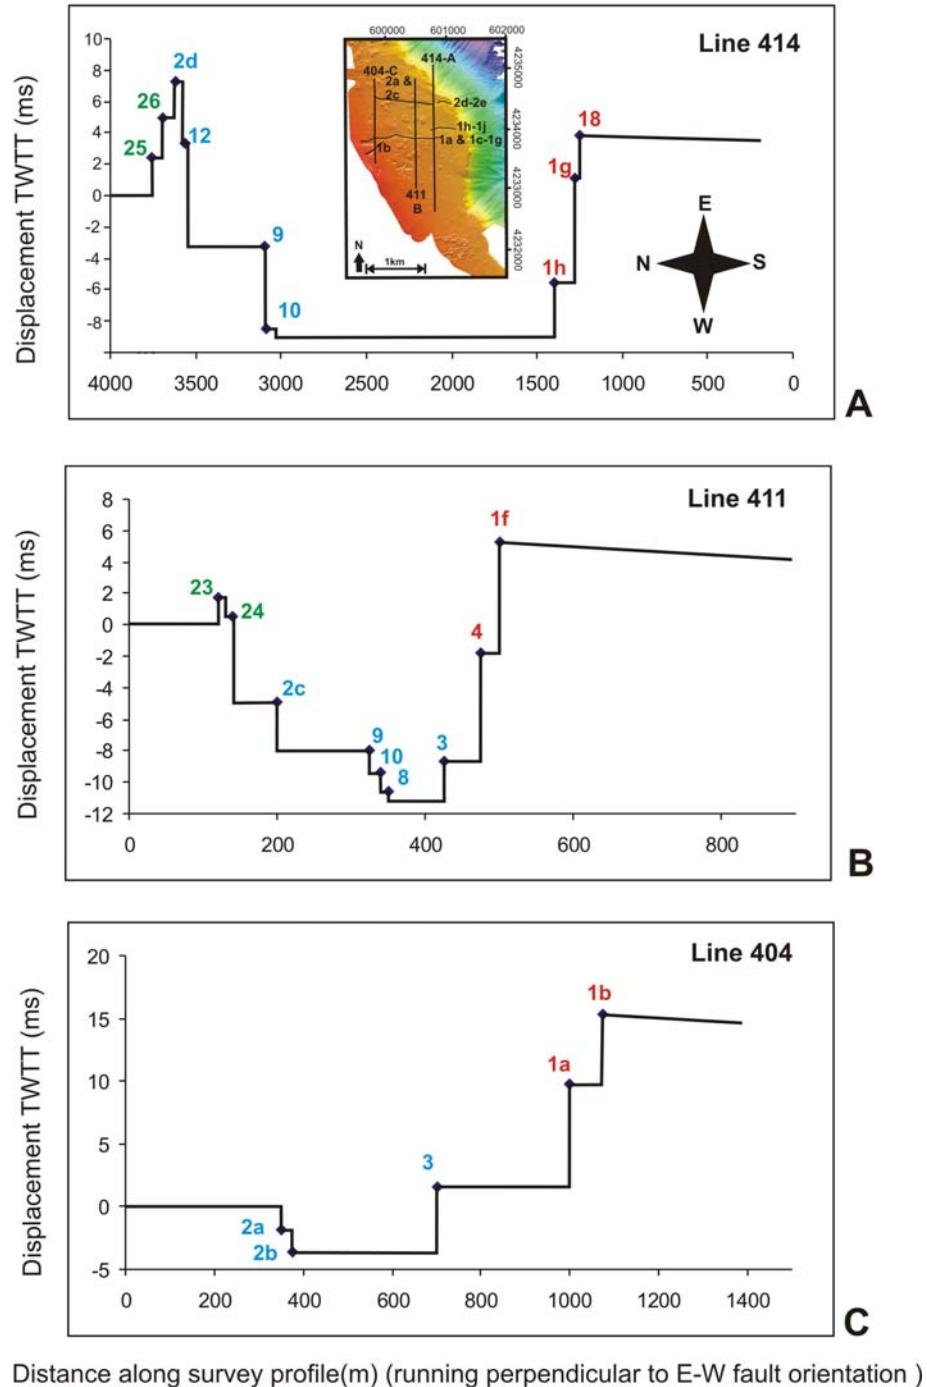 Line 414
Displacement TWTT (ms)
10
8
6
4
2
0
-2
-4
-6
-8
4000 3500 3000 2500 2000 1500 1000 500 0
25
26
2d
12
9
10
1h
1g
18
600000 601000 602000
4235000
4234000
4233000
4232000
414-A
404-C
2a &
2c
2d-2e
1h-1j
1a & 1c-1g
1b
411
B
N
1km
E
N S
W
A
Line 411
Displacement TWTT (ms)
8
6
4
2
0
-2
-4
-6
-8
-10
-12
0 200 400 600 800
23
24
2c
9
10
8
3
4
1f
B
Line 404
Displacement TWTT (ms)
20
15
10
5
0
-5
0 200 400 600 800 1000 1200 1400
2a
2b
3
1a
1b
C
Distance along survey profile(m) (running perpendicular to E-W fault orientation )